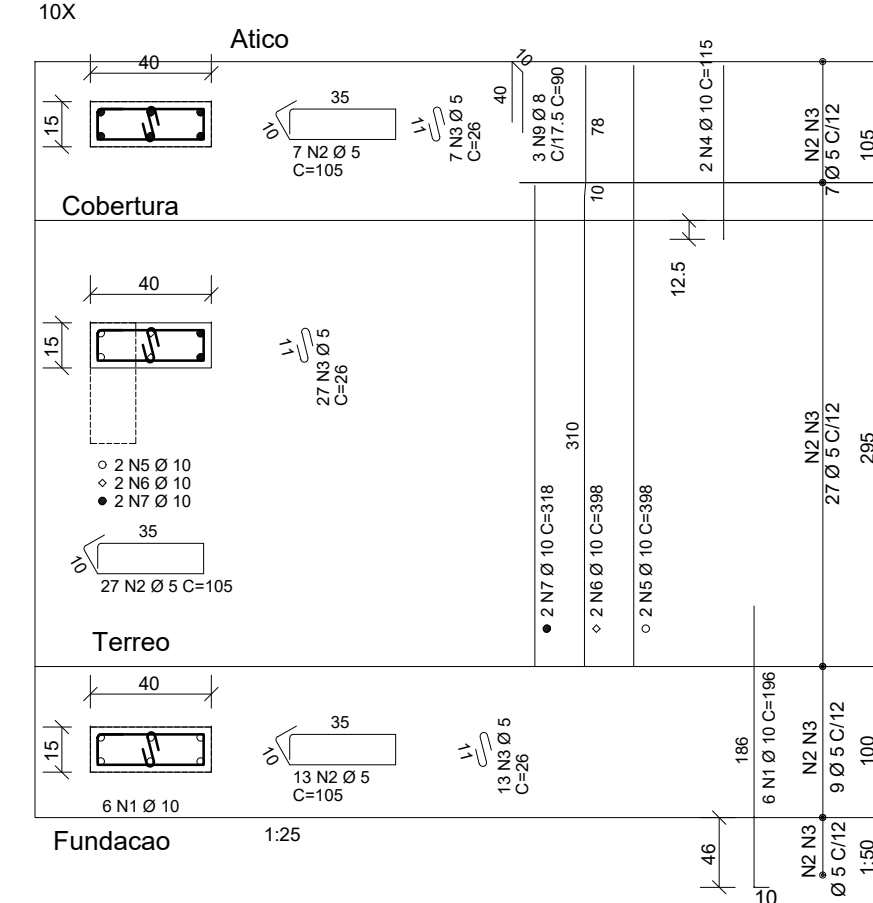 10X
Atico
40
15
35
10
7 N2 Ø 5
C=105
11
7 N3 Ø 5
C=26
10
40
3 N9 Ø 8
C/17.5 C=90
78
10
2 N4 Ø 10 C=115
N2 N3
7 Ø 5 C/12
105
Cobertura
12.5
40
15
11
27 N3 Ø 5
C=26
2 N5 Ø 10
2 N6 Ø 10
2 N7 Ø 10
35
10
27 N2 Ø 5 C=105
310
2 N7 Ø 10 C=318
2 N6 Ø 10 C=398
2 N5 Ø 10 C=398
N2 N3
27 Ø 5 C/12
295
Terreo
40
15
6 N1 Ø 10
35
10
13 N2 Ø 5
C=105
11
13 N3 Ø 5
C=26
186
6 N1 Ø 10 C=196
N2 N3
9 Ø 5 C/12
100
Fundacao
1:25
46
10
N2 N3
Ø 5 C/12
1:50